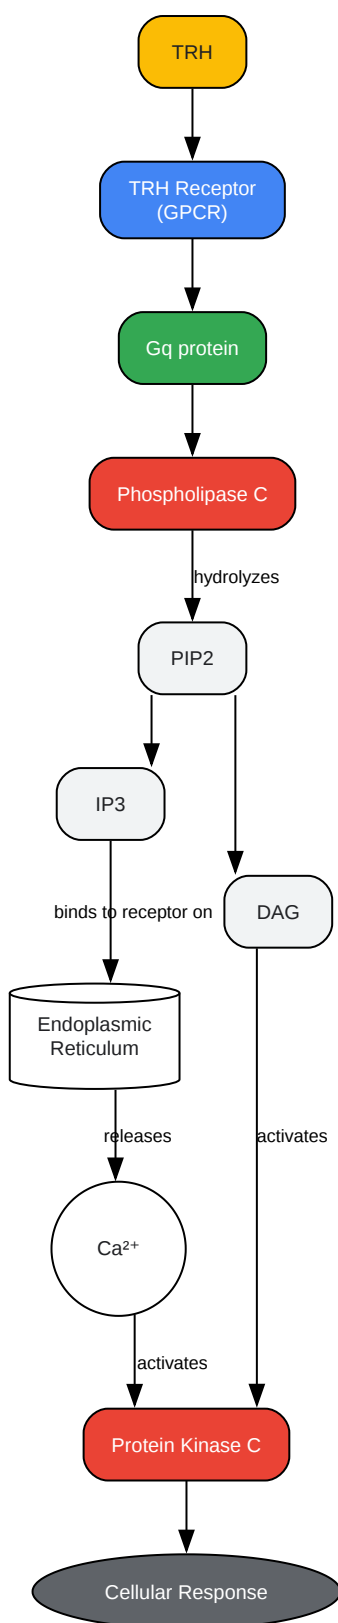 TRH
TRH Receptor
(GPCR)
Gq protein
Phospholipase C
hydrolyzes
PIP2
IP3
binds to receptor on
DAG
Endoplasmic
Reticulum
releases
activates
Ca²⁺
activates
Protein Kinase C
Cellular Response